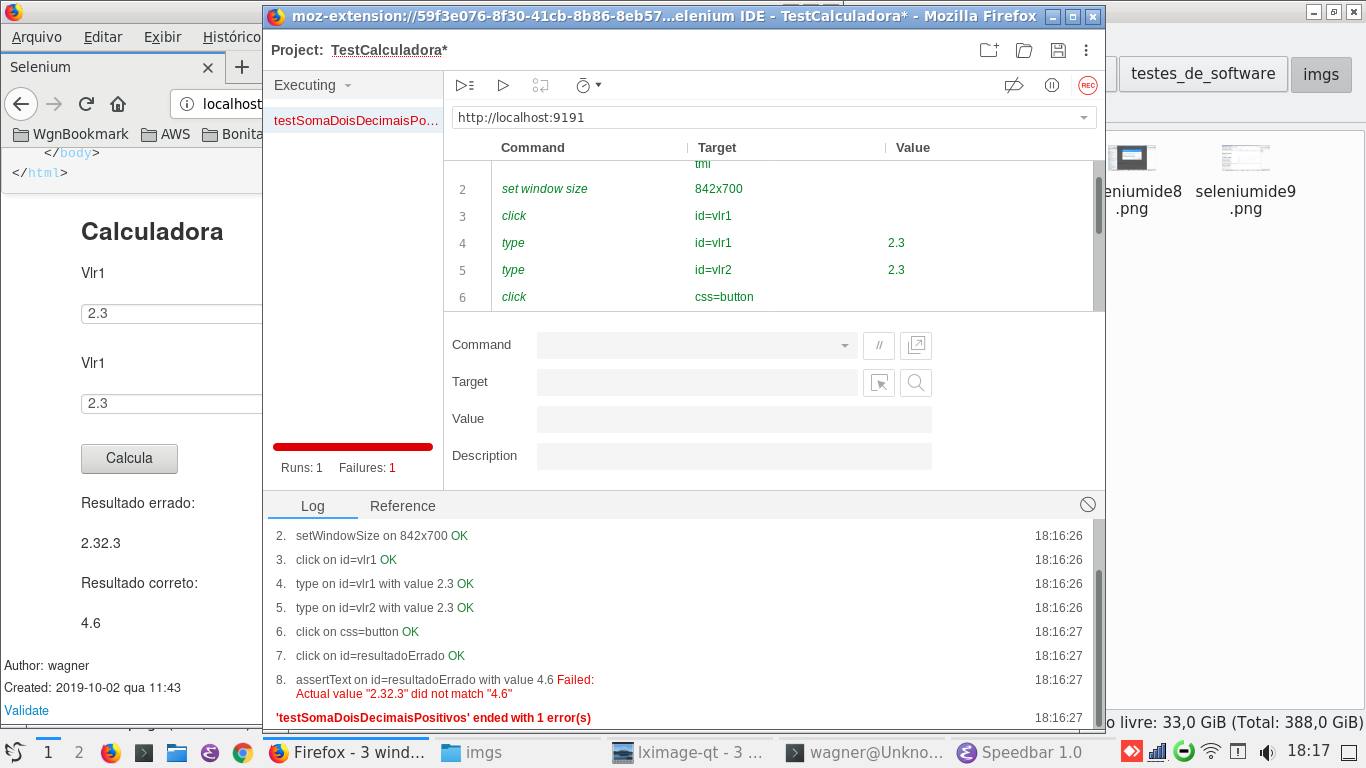 moz-extension://59f3e076-8f30-41cb-8b86-8eb57...elenium IDE - TestCalculadora* - Mozilla Firefox
Arquivo Editar Exibir Histórico
Selenium
localhost
WgnBookmark AWS Bonita
</body>
</html>
Calculadora
Vlr1
2.3
Vlr1
2.3
Calcula
Resultado errado:
2.32.3
Resultado correto:
4.6
Author: wagner
Created: 2019-10-02 qua 11:43
Validate
Project: TestCalculadora*
Executing
testSomaDoisDecimaisPo...
Runs: 1 Failures: 1
REC
http://localhost:9191
Command Target Value
tml
2 set window size 842x700
3 click id=vlr1
4 type id=vlr1 2.3
5 type id=vlr2 2.3
6 click css=button
Command //
Target
Value
Description
Log Reference
2. setWindowSize on 842x700 OK 18:16:26
3. click on id=vlr1 OK 18:16:26
4. type on id=vlr1 with value 2.3 OK 18:16:26
5. type on id=vlr2 with value 2.3 OK 18:16:26
6. click on css=button OK 18:16:27
7. click on id=resultadoErrado OK 18:16:27
8. assertText on id=resultadoErrado with value 4.6 Failed: 18:16:27
Actual value "2.32.3" did not match "4.6"
'testSomaDoisDecimaisPositivos' ended with 1 error(s) 18:16:27
testes_de_software imgs
eniumide8
.png
seleniumide9
.png
o livre: 33,0 GiB (Total: 388,0 GiB)
1 2 Firefox - 3 wind... imgs lximage-qt - 3 ... wagner@Unkno... Speedbar 1.0 18:17